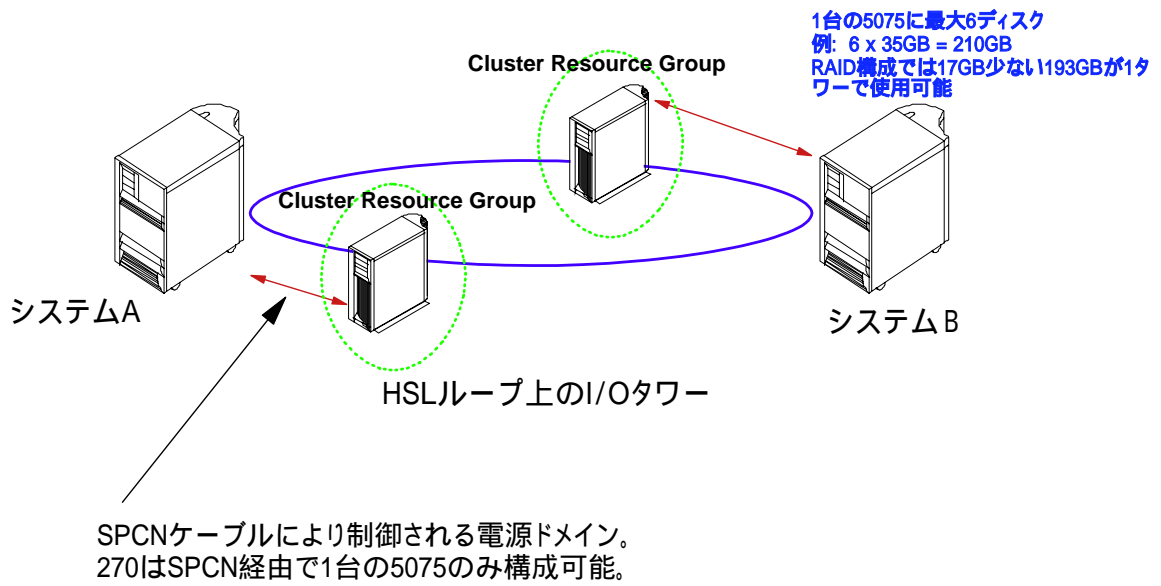 1台の5075に最大6ディスク
例: 6 x 35GB = 210GB
RAID構成では17GB少ない193GBが1タ
ワーで使用可能
Cluster Resource Group
Cluster Resource Group
システムA
システム B
HSLループ上のI/Oタワー
SPCNケーブルにより制御される電源ドメイン。
270はSPCN経由で1台の5075のみ構成可能。